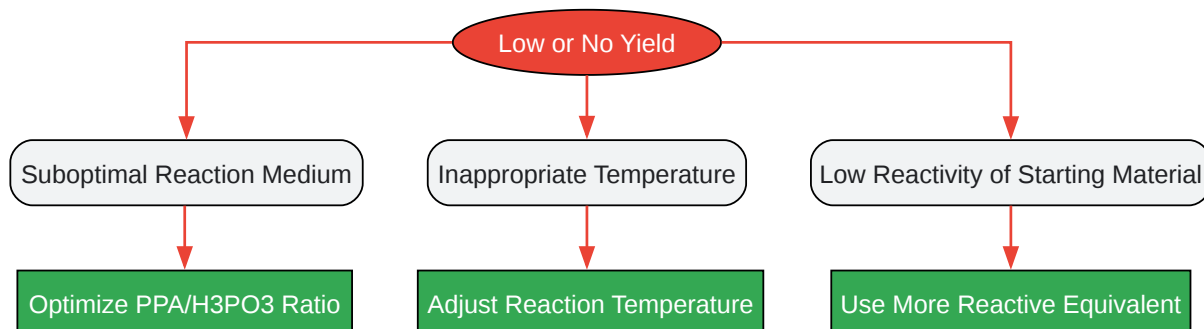 Low or No Yield
Suboptimal Reaction Medium
Inappropriate Temperature
Low Reactivity of Starting Material
Optimize PPA/H3PO3 Ratio
Adjust Reaction Temperature
Use More Reactive Equivalent